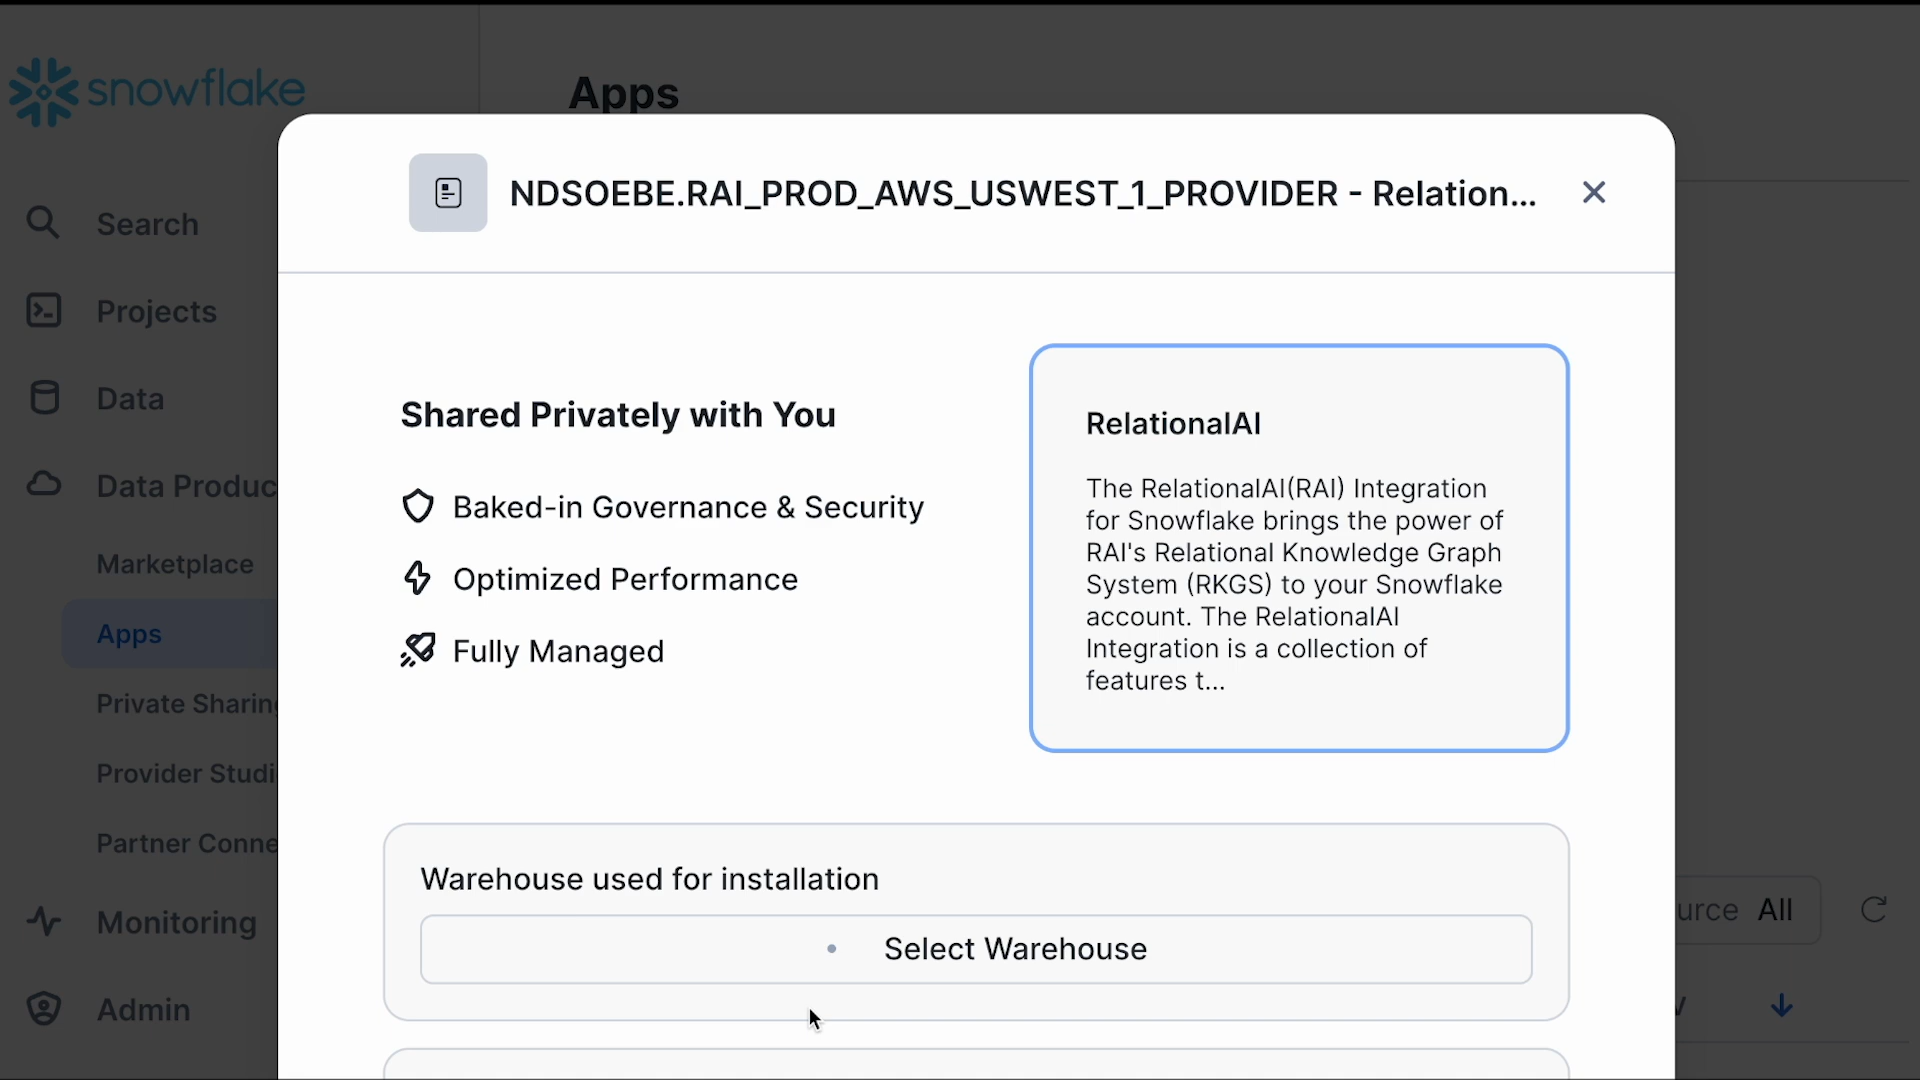 snowflake
Apps
NDSOEBE.RAI_PROD_AWS_USWEST_1_PROVIDER - Relation...
Search
Projects
Data
Data Produc
Marketplace
Apps
Private Sharing
Provider Studi
Partner Conne
Monitoring
Admin
Shared Privately with You
Baked-in Governance & Security
Optimized Performance
Fully Managed
RelationalAI
The RelationalAI(RAI) Integration
for Snowflake brings the power of
RAI's Relational Knowledge Graph
System (RKGS) to your Snowflake
account. The RelationalAI
Integration is a collection of
features t...
Warehouse used for installation
Select Warehouse
urce All